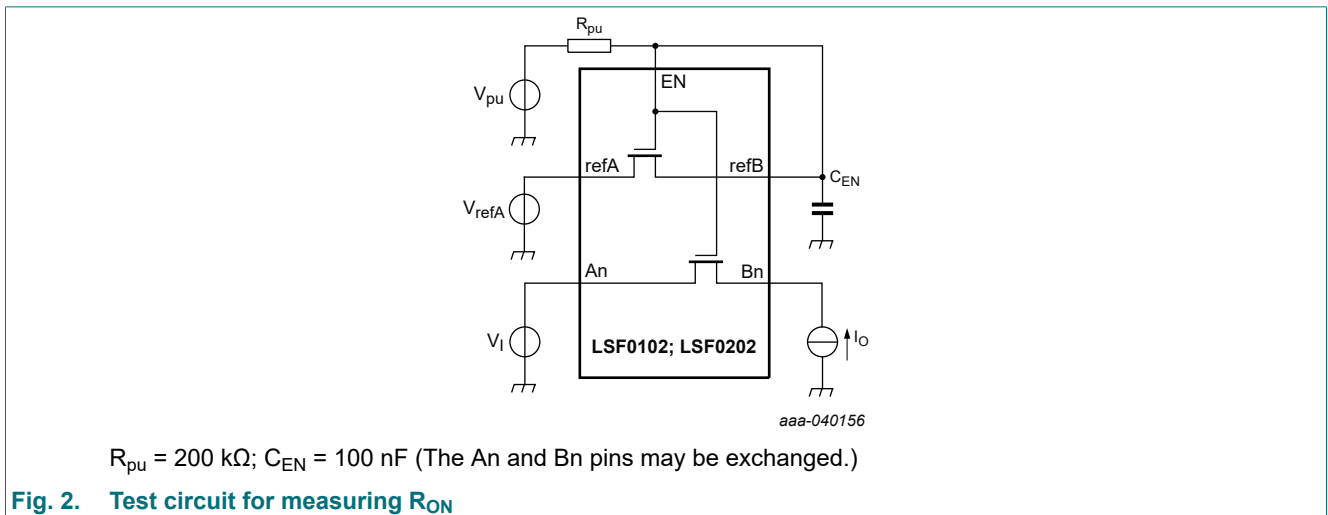 Rpu
EN
Vpu
refA
refB
CEN
VrefA
An
Bn
VI
LSF0102; LSF0202
IO
aaa-040156
Rpu = 200 kΩ; CEN = 100 nF (The An and Bn pins may be exchanged.)
Fig. 2. Test circuit for measuring RON